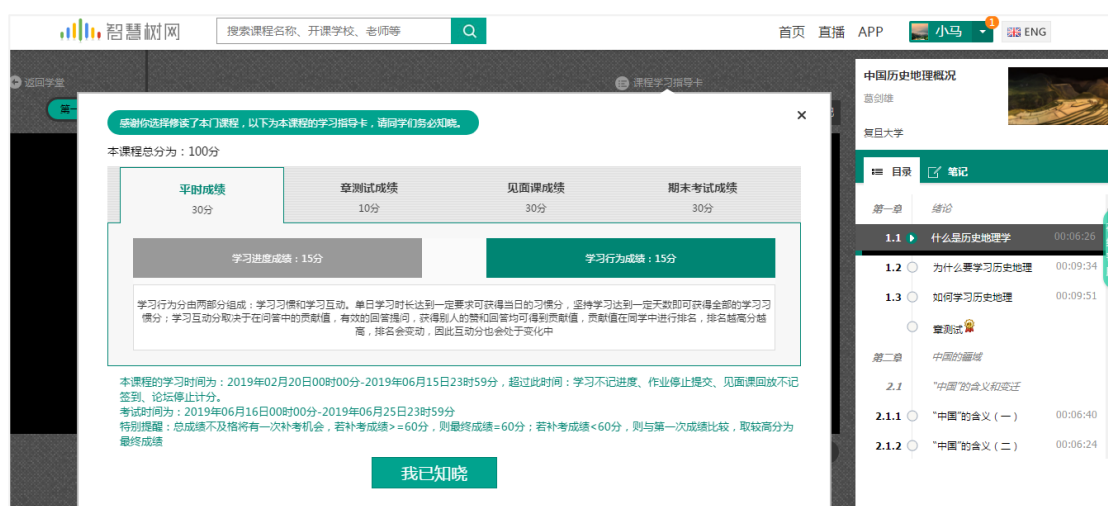 智慧树网
搜索课程名称、开课学校、老师等
首页 直播 APP
小马
1
ENG
返回学堂
课程学习指导卡
第一
感谢你选择修读了本门课程，以下为本课程的学习指导卡，请同学们务必知晓。
×
本课程总分为：100分
平时成绩
30分
章测试成绩
10分
见面课成绩
30分
期末考试成绩
30分
学习进度成绩：15分
学习行为成绩：15分
学习行为分由两部分组成：学习习惯和学习互动。单日学习时长达到一定要求可获得当日的习惯分，坚持学习达到一定天数即可获得全部的学习习
惯分；学习互动分取决于在问答中的贡献值，有效的回答提问，获得别人的赞和回答均可得到贡献值，贡献值在同学中进行排名，排名越高分越
高，排名会变动，因此互动分也会处于变化中
本课程的学习时间为：2019年02月20日00时00分-2019年06月15日23时59分，超过此时间：学习不记进度、作业停止提交、见面课回放不记
签到、论坛停止计分。
考试时间为：2019年06月16日00时00分-2019年06月25日23时59分
特别提醒：总成绩不及格将有一次补考机会，若补考成绩>=60分，则最终成绩=60分；若补考成绩<60分，则与第一次成绩比较，取较高分为
最终成绩
我已知晓
中国历史地理概况
葛剑雄
复旦大学
目录 笔记
第一章 绪论
1.1 什么是历史地理学 00:06:26
1.2 为什么要学习历史地理 00:09:34
1.3 如何学习历史地理 00:09:51
章测试
第二章 中国的疆域
2.1 “中国”的含义和变迁
2.1.1 “中国”的含义（一） 00:06:40
2.1.2 “中国”的含义（二） 00:06:24